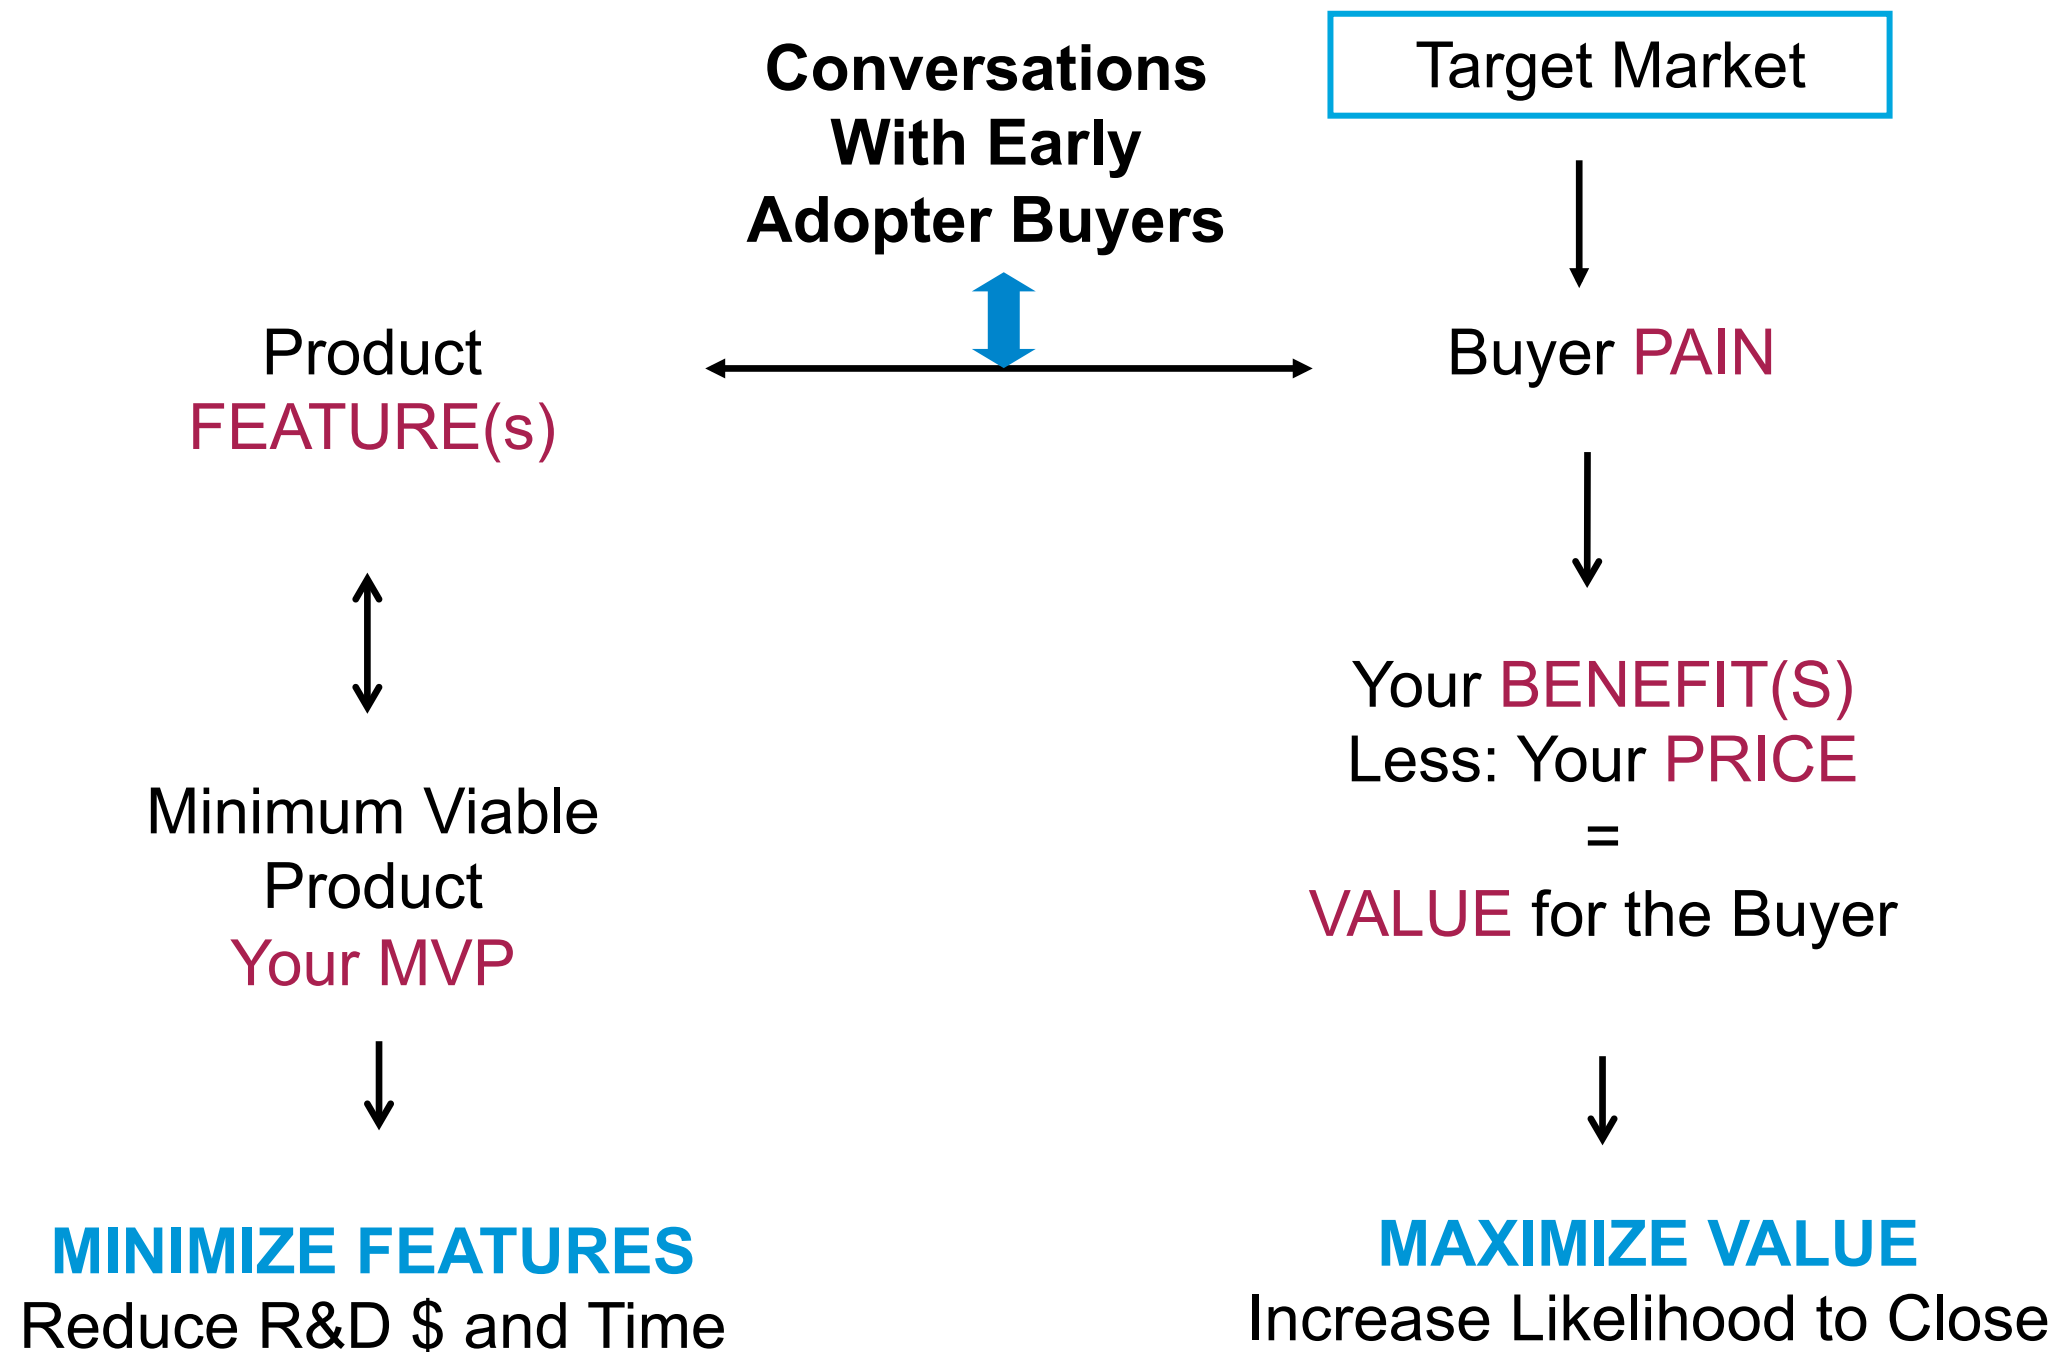 Conversations
With Early
Adopter Buyers
Target Market
Product
FEATURE(s)
Buyer PAIN
Minimum Viable
Product
Your MVP
Your BENEFIT(S)
Less: Your PRICE
=
VALUE for the Buyer
MINIMIZE FEATURES
Reduce R&D $ and Time
MAXIMIZE VALUE
Increase Likelihood to Close